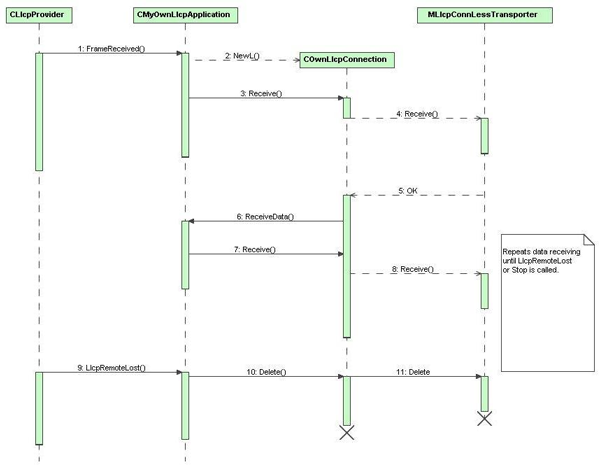 CLlcpProvider
CMyOwnLlcpApplication
MLlcpConnLessTransporter
1: FrameReceived()
2: NewL()
COwnLlcpConnection
3: Receive()
4: Receive()
5: OK
6: ReceiveData()
7: Receive()
8: Receive()
Repeats data receiving
until LlcpRemoteLost
or Stop is called.
9: LlcpRemoteLost()
10: Delete()
11: Delete